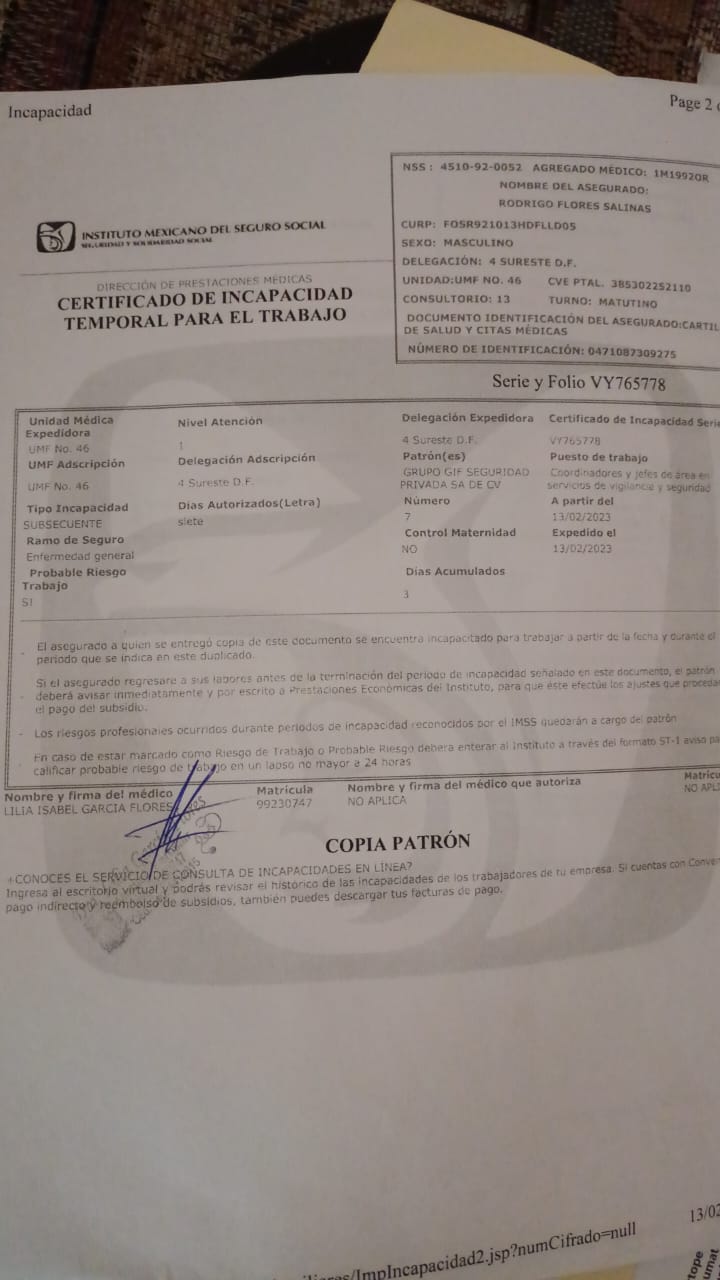 Incapacidad
Page 2
NSS : 4510-92-0052 AGREGADO MÉDICO: 1M1992OR
NOMBRE DEL ASEGURADO:
RODRIGO FLORES SALINAS
CURP: FOSR921013HDFLLD05
SEXO: MASCULINO
DELEGACIÓN: 4 SURESTE D.F.
UNIDAD:UMF NO. 46 CVE PTAL. 385302252110
CONSULTORIO: 13 TURNO: MATUTINO
DOCUMENTO IDENTIFICACIÓN DEL ASEGURADO:CARTIL
DE SALUD Y CITAS MÉDICAS
NÚMERO DE IDENTIFICACIÓN: 0471087309275
INSTITUTO MEXICANO DEL SEGURO SOCIAL
SEGURIDAD Y SOLIDARIDAD SOCIAL
DIRECCIÓN DE PRESTACIONES MÉDICAS
CERTIFICADO DE INCAPACIDAD
TEMPORAL PARA EL TRABAJO
Serie y Folio VY765778
Unidad Médica Expedidora
UMF No. 46
Nivel Atención
1
Delegación Expedidora
4 Sureste D.F.
Certificado de Incapacidad Serie
VY765778
UMF Adscripción
UMF No. 46
Delegación Adscripción
4 Sureste D.F.
Patrón(es)
GRUPO GIF SEGURIDAD
PRIVADA SA DE CV
Puesto de trabajo
Coordinadores y jefes de área en
servicios de vigilancia y seguridad
Tipo Incapacidad
SUBSECUENTE
Días Autorizados(Letra)
siete
Número
7
A partir del
13/02/2023
Ramo de Seguro
Enfermedad general
Control Maternidad
NO
Expedido el
13/02/2023
Probable Riesgo
Trabajo
SI
Días Acumulados
3
- El asegurado a quien se entregó copia de este documento se encuentra incapacitado para trabajar a partir de la fecha y durante el
periodo que se indica en este duplicado.
Si el asegurado regresare a sus labores antes de la terminación del periodo de incapacidad señalado en este documento, el patrón
- deberá avisar inmediatamente y por escrito a Prestaciones Económicas del Instituto, para que éste efectúe los ajustes que proceda
el pago del subsidio.
- Los riesgos profesionales ocurridos durante periodos de incapacidad reconocidos por el IMSS quedarán a cargo del patrón
En caso de estar marcado como Riesgo de Trabajo o Probable Riesgo debera enterar al Instituto a través del formato ST-1 aviso pa
calificar probable riesgo de trabajo en un lapso no mayor a 24 horas
Nombre y firma del médico
LILIA ISABEL GARCIA FLORES
Matrícula
99230747
Nombre y firma del médico que autoriza
NO APLICA
Matrícu
NO APLI
COPIA PATRÓN
+CONOCES EL SERVICIO DE CONSULTA DE INCAPACIDADES EN LÍNEA?
Ingresa al escritorio virtual y podrás revisar el histórico de las incapacidades de los trabajadores de tu empresa. Si cuentas con Conve
pago indirecto y reembolso de subsidios, también puedes descargar tus facturas de pago.
/ImpIncapacidad2.jsp?numCifrado=null
13/02